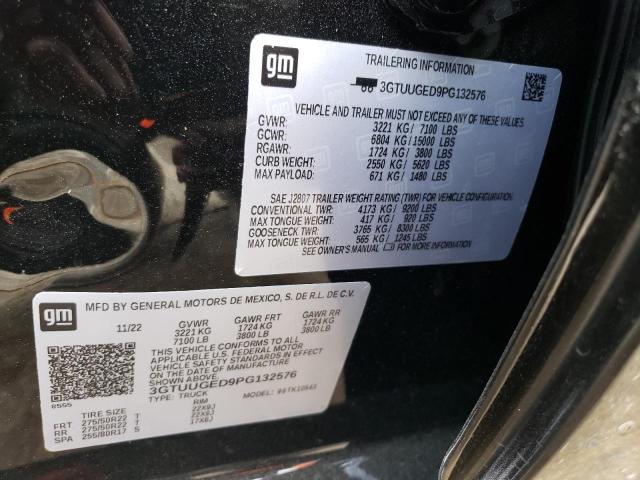 gm
TRAILERING INFORMATION
3GTUUGED9PG132576
VEHICLE AND TRAILER MUST NOT EXCEED ANY OF THESE VALUES
GVWR: 3221 KG/ 7100 LBS
GCWR: 6804 KG/15000 LBS
RGAWR: 1724 KG/ 3800 LBS
CURB WEIGHT: 2550 KG/ 5620 LBS
MAX PAYLOAD: 671 KG/ 1480 LBS
SAE J2807 TRAILER WEIGHT RATING (TWR) FOR VEHICLE CONFIGURATION
CONVENTIONAL TWR: 4173 KG/ 9200 LBS
MAX TONGUE WEIGHT: 417 KG/ 920 LBS
GOOSENECK TWR: 3765 KG/ 8300 LBS
MAX TONGUE WEIGHT: 565 KG/ 1245 LBS
SEE OWNER'S MANUAL FOR MORE INFORMATION
gm
MFD BY GENERAL MOTORS DE MEXICO, S. DE R.L. DE C.V.
11/22 GVWR GAWR FRT GAWR RR
3221 KG 1724 KG 1724 KG
7100 LB 3800 LB 3800 LB
THIS VEHICLE CONFORMS TO ALL APPLICABLE
U.S. FEDERAL MOTOR
VEHICLE SAFETY STANDARDS IN EFFECT ON
THE DATE OF MANUFACTURE SHOWN ABOVE.
3GTUUGED9PG132576
8555 TYPE: TRUCK MODEL:
TIRE SIZE RIM
FRT 275/50R22 T 22X9J
RR 275/50R22 T 22X9J
SPA 255/80R17 S 17X8J